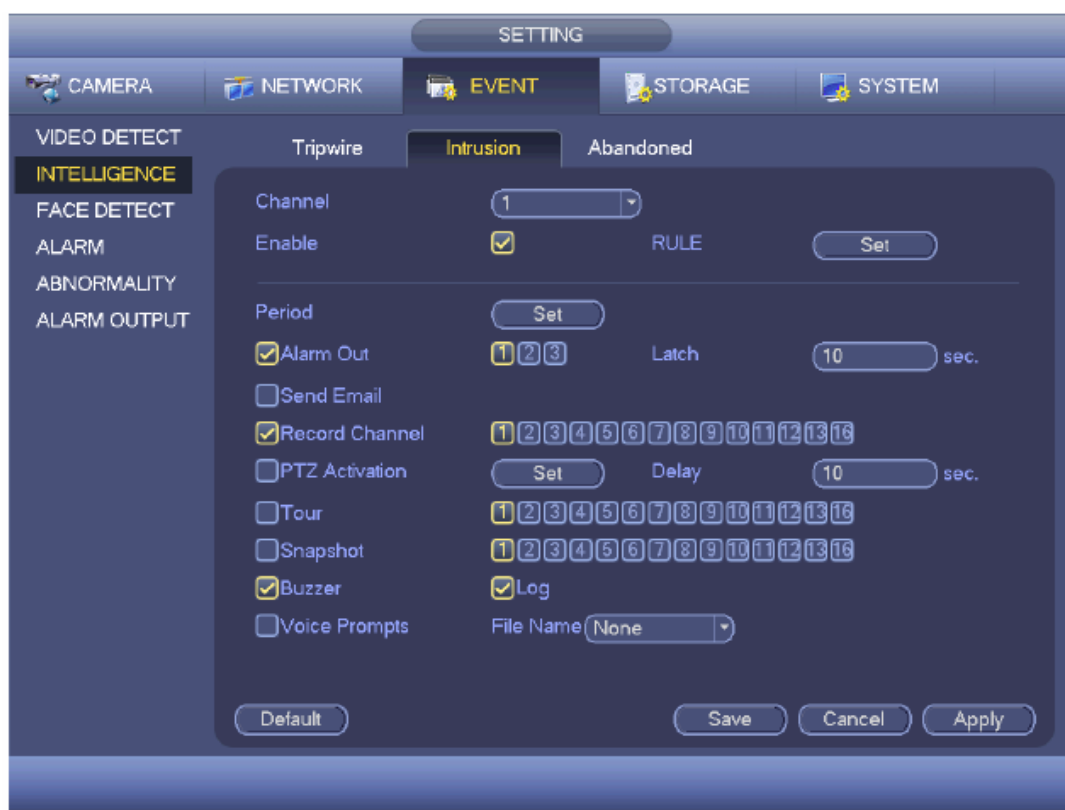 SETTING
CAMERA NETWORK EVENT STORAGE SYSTEM
VIDEO DETECT
INTELLIGENCE
FACE DETECT
ALARM
ABNORMALITY
ALARM OUTPUT
Tripwire Intrusion Abandoned
Channel 1
Enable RULE Set
Period Set
Alarm Out 1 2 3 Latch 10 sec.
Send Email
Record Channel 1 2 3 4 5 6 7 8 9 10 11 12 13 16
PTZ Activation Set Delay 10 sec.
Tour 1 2 3 4 5 6 7 8 9 10 11 12 13 16
Snapshot 1 2 3 4 5 6 7 8 9 10 11 12 13 16
Buzzer Log
Voice Prompts File Name None
Default Save Cancel Apply